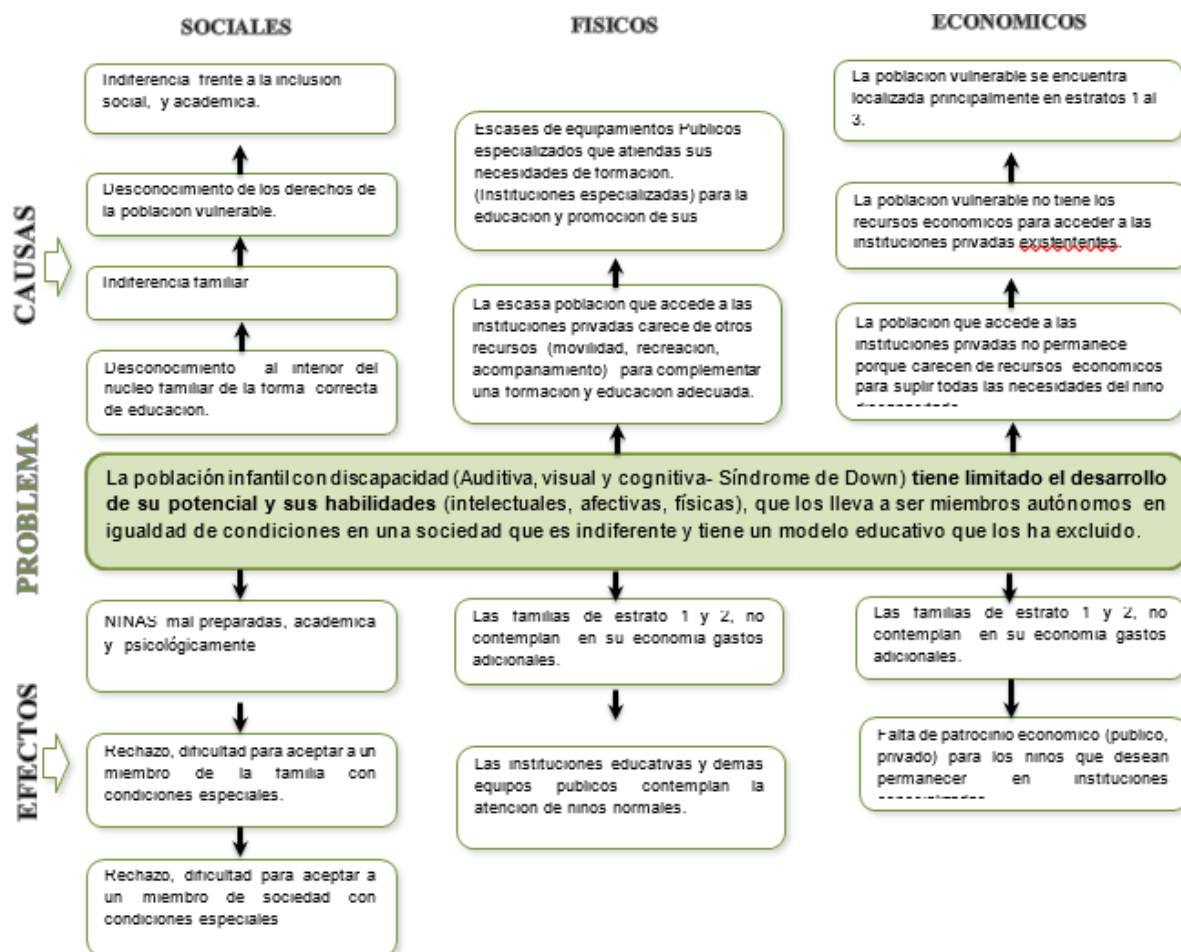 SOCIALES
FISICOS
ECONOMICOS
CAUSAS
Indiferencia frente a la inclusion
social, y academica.
Desconocimiento de los derechos de
la poblacion vulnerable.
Indiferencia familiar
Desconocimiento al interior del
nucleo familiar de la forma correcta
de educacion.
Escases de equipamientos Publicos
especializados que atiendas sus
necesidades de formacion.
(Instituciones especializadas) para la
educacion y promocion de sus
La escasa poblacion que accede a las
instituciones privadas carece de otros
recursos (movilidad, recreacion,
acompanamiento) para complementar
una formacion y educacion adecuada.
La poblacion vulnerable se encuentra
localizada principalmente en estratos 1 al
3.
La poblacion vulnerable no tiene los
recursos economicos para acceder a las
instituciones privadas existententes.
La poblacion que accede a las
instituciones privadas no permanece
porque carecen de recursos economicos
para suplir todas las necesidades del nino
PROBLEMA
La población infantil con discapacidad (Auditiva, visual y cognitiva- Síndrome de Down) tiene limitado el desarrollo
de su potencial y sus habilidades (intelectuales, afectivas, físicas), que los lleva a ser miembros autónomos en
igualdad de condiciones en una sociedad que es indiferente y tiene un modelo educativo que los ha excluido.
EFECTOS
NINAS mal preparadas, academica
y psicológicamente
Rechazo, dificultad para aceptar a un
miembro de la familia con
condiciones especiales.
Rechazo, dificultad para aceptar a
un miembro de sociedad con
condiciones especiales
Las familias de estrato 1 y 2, no
contemplan en su economia gastos
adicionales.
Las instituciones educativas y demas
equipos publicos contemplan la
atencion de ninos normales.
Las familias de estrato 1 y 2, no
contemplan en su economia gastos
adicionales.
Falta de patrocinio economico (publico,
privado) para los ninos que desean
permanecer en instituciones